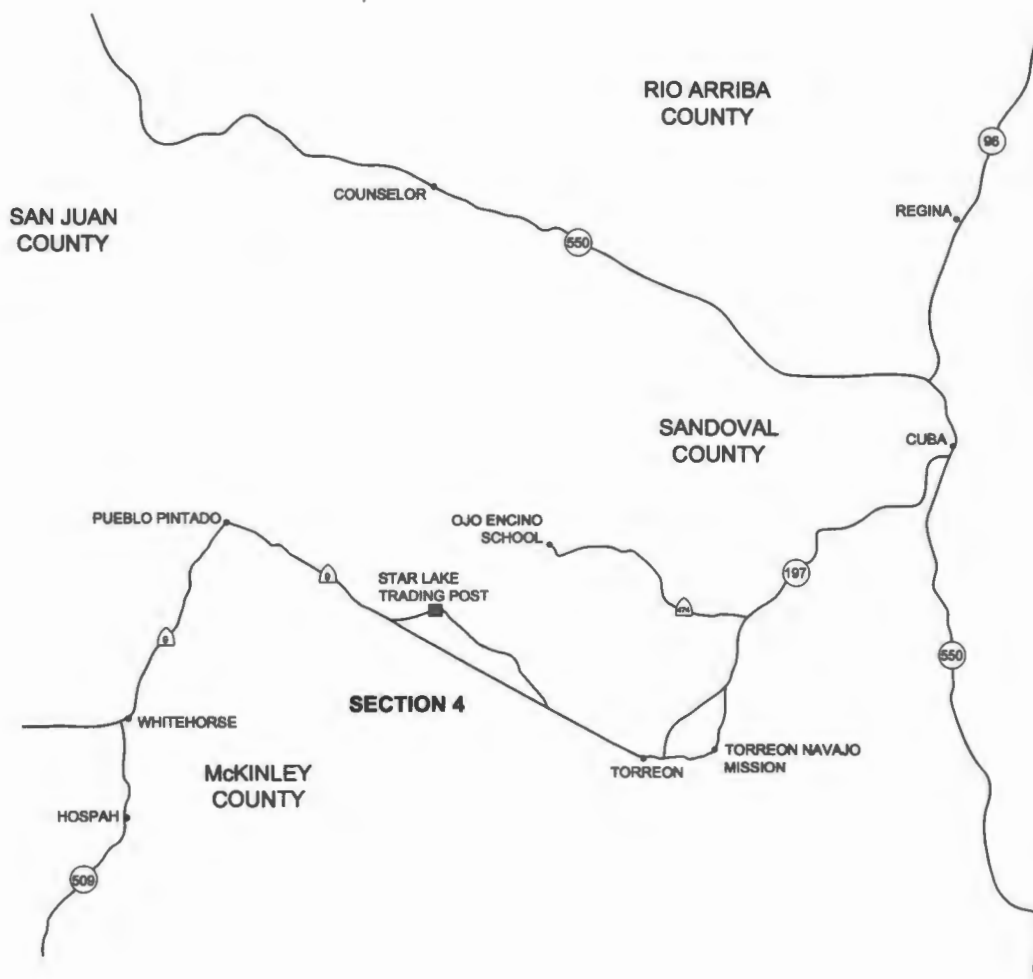 RIO ARRIBA
COUNTY
96
COUNSELOR
SAN JUAN
COUNTY
REGINA
550
SANDOVAL
COUNTY
CUBA
PUEBLO PINTADO
OJO ENCINO
SCHOOL
9
STAR LAKE
TRADING POST
197
474
9
550
SECTION 4
WHITEHORSE
TORREON NAVAJO
MISSION
TORREON
McKINLEY
COUNTY
HOSPAH
509